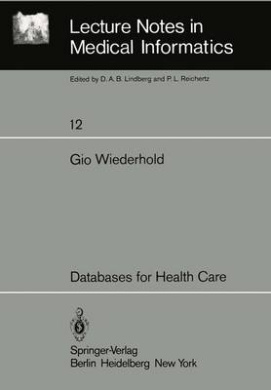 Lecture Notes in
Medical Informatics
Edited by D. A. B. Lindberg and P. L. Reichertz
12
Gio Wiederhold
Databases for Health Care
Springer-Verlag
Berlin Heidelberg New York